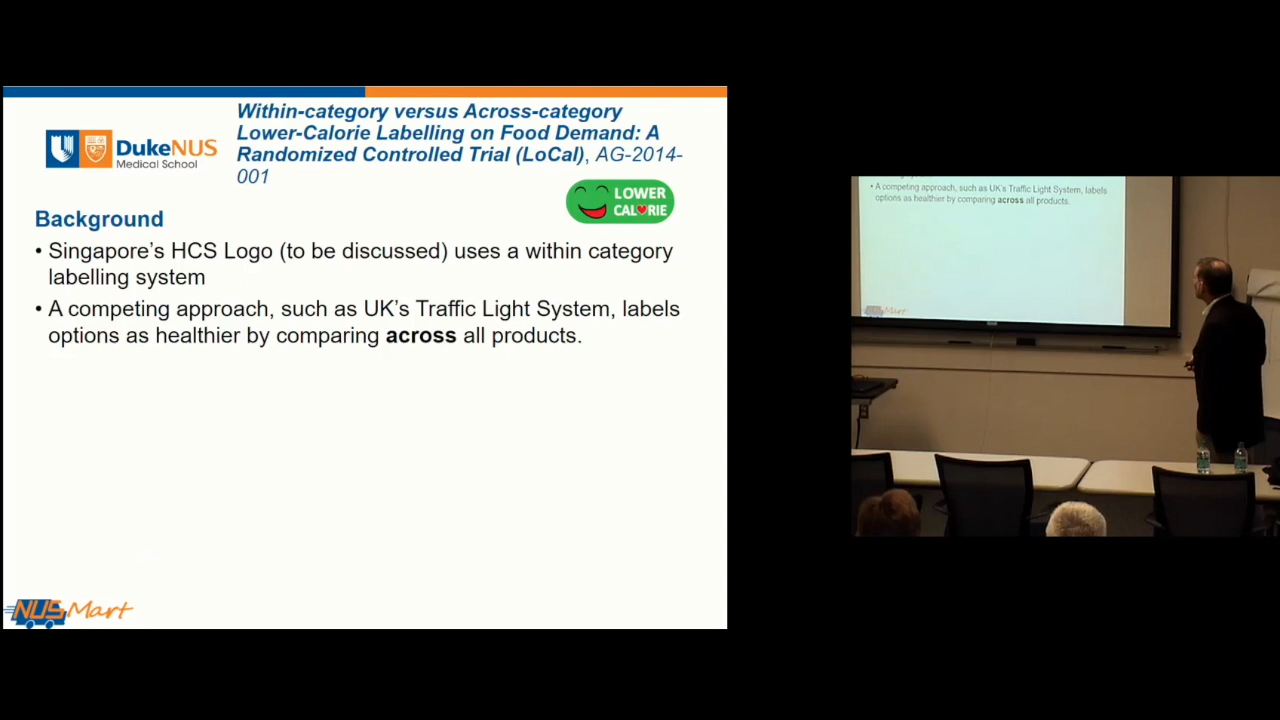 Within-category versus Across-category
Lower-Calorie Labelling on Food Demand: A
Randomized Controlled Trial (LoCal), AG-2014-
001
DukeNUS
Medical School
LOWER
CALORIE
Background
• Singapore's HCS Logo (to be discussed) uses a within category
labelling system
• A competing approach, such as UK's Traffic Light System, labels
options as healthier by comparing across all products.
NUS Mart
• A competing approach, such as UK's Traffic Light System, labels
options as healthier by comparing across all products.